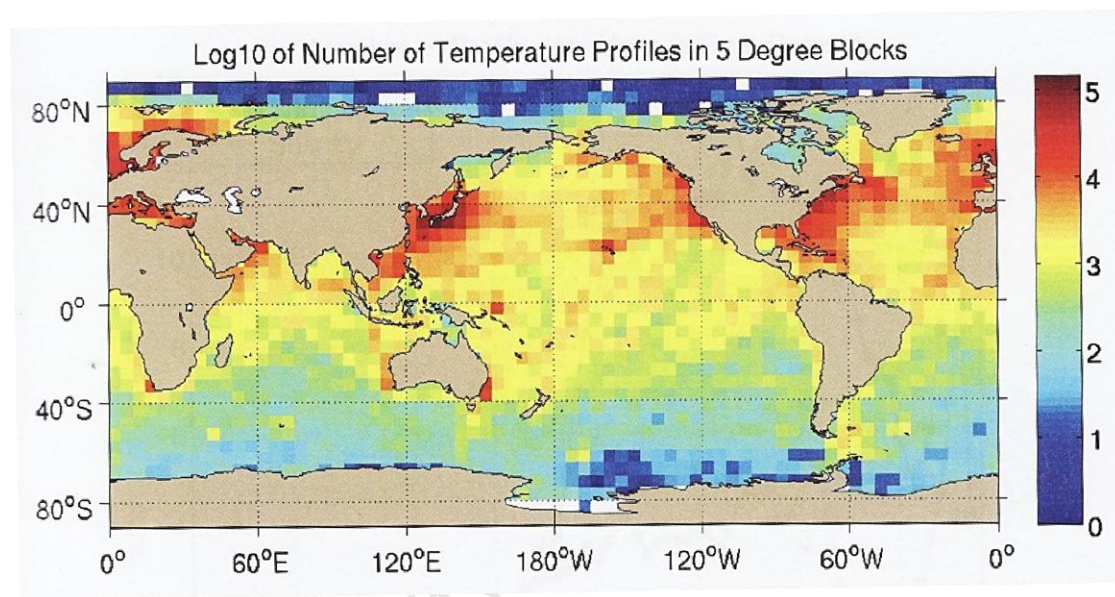 Log10 of Number of Temperature Profiles in 5 Degree Blocks
80°N
40°N
0°
40°S
80°S
0°
60°E
120°E
180°W
120°W
60°W
0°
5
4
3
2
1
0